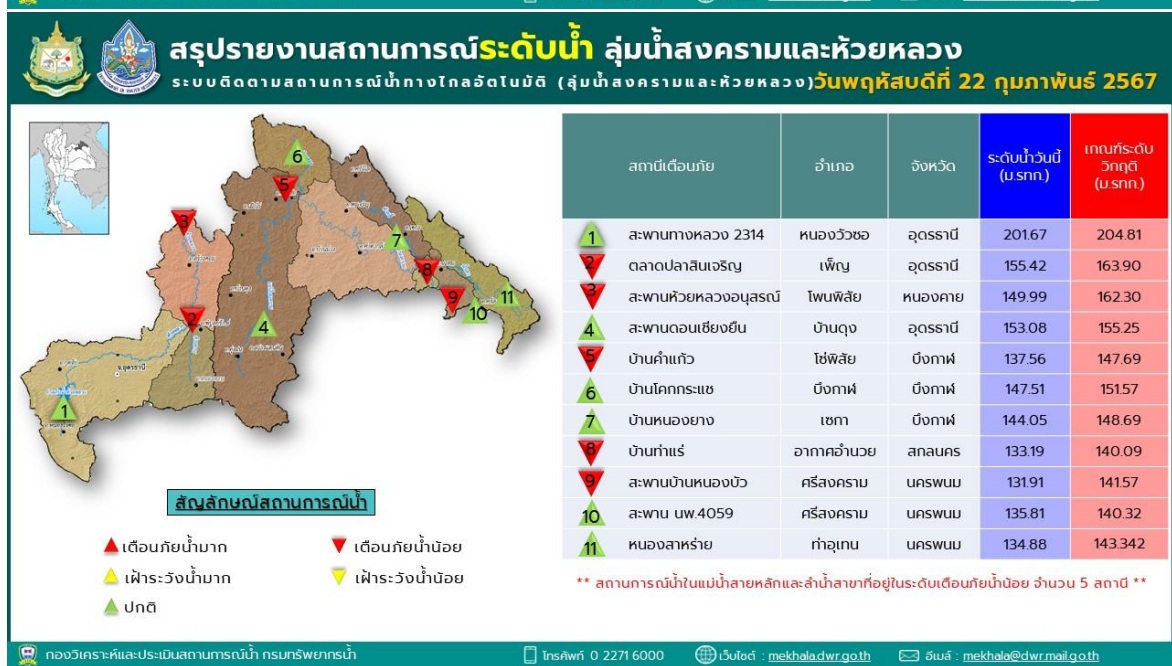 สรุปรายงานสถานการณ์ระดับน้ำ ลุ่มน้ำสงครามและห้วยหลวง
ระบบติดตามสถานการณ์น้ำทางไกลอัตโนมัติ (ลุ่มน้ำสงครามและห้วยหลวง)วันพฤหัสบดีที่ 22 กุมภาพันธ์ 2567
6
5
3
7
8
9
11
10
2
4
1
สัญลักษณ์สถานการณ์น้ำ
เตือนภัยน้ำมาก เตือนภัยน้ำน้อย
เฝ้าระวังน้ำมาก เฝ้าระวังน้ำน้อย
ปกติ
สถานีเตือนภัย อำเภอ จังหวัด ระดับน้ำวันนี้ (ม.รทก.) เกณฑ์ระดับวิกฤติ (ม.รทก.)
1 สะพานทางหลวง 2314 หนองวัวซอ อุดรธานี 201.67 204.81
2 ตลาดปลาสินเจริญ เพ็ญ อุดรธานี 155.42 163.90
3 สะพานห้วยหลวงอนุสรณ์ โพนพิสัย หนองคาย 149.99 162.30
4 สะพานดอนเชียงยืน บ้านดุง อุดรธานี 153.08 155.25
5 บ้านคำแก้ว โซ่พิสัย บึงกาฬ 137.56 147.69
6 บ้านโคกกระแซ บึงกาฬ บึงกาฬ 147.51 151.57
7 บ้านหนองยาง เซกา บึงกาฬ 144.05 148.69
8 บ้านท่าแร่ อากาศอำนวย สกลนคร 133.19 140.09
9 สะพานบ้านหนองบัว ศรีสงคราม นครพนม 131.91 141.57
10 สะพาน นพ.4059 ศรีสงคราม นครพนม 135.81 140.32
11 หนองสาหร่าย ท่าอุเทน นครพนม 134.88 143.342
** สถานการณ์น้ำในแม่น้ำสายหลักและลำน้ำสาขาที่อยู่ในระดับเตือนภัยน้ำน้อย จำนวน 5 สถานี **
กองวิเคราะห์และประเมินสถานการณ์น้ำ กรมทรัพยากรน้ำ โทรศัพท์ 0 2271 6000 เว็บไซต์ : mekhala.dwr.go.th อีเมล์ : mekhala@dwr.mail.go.th